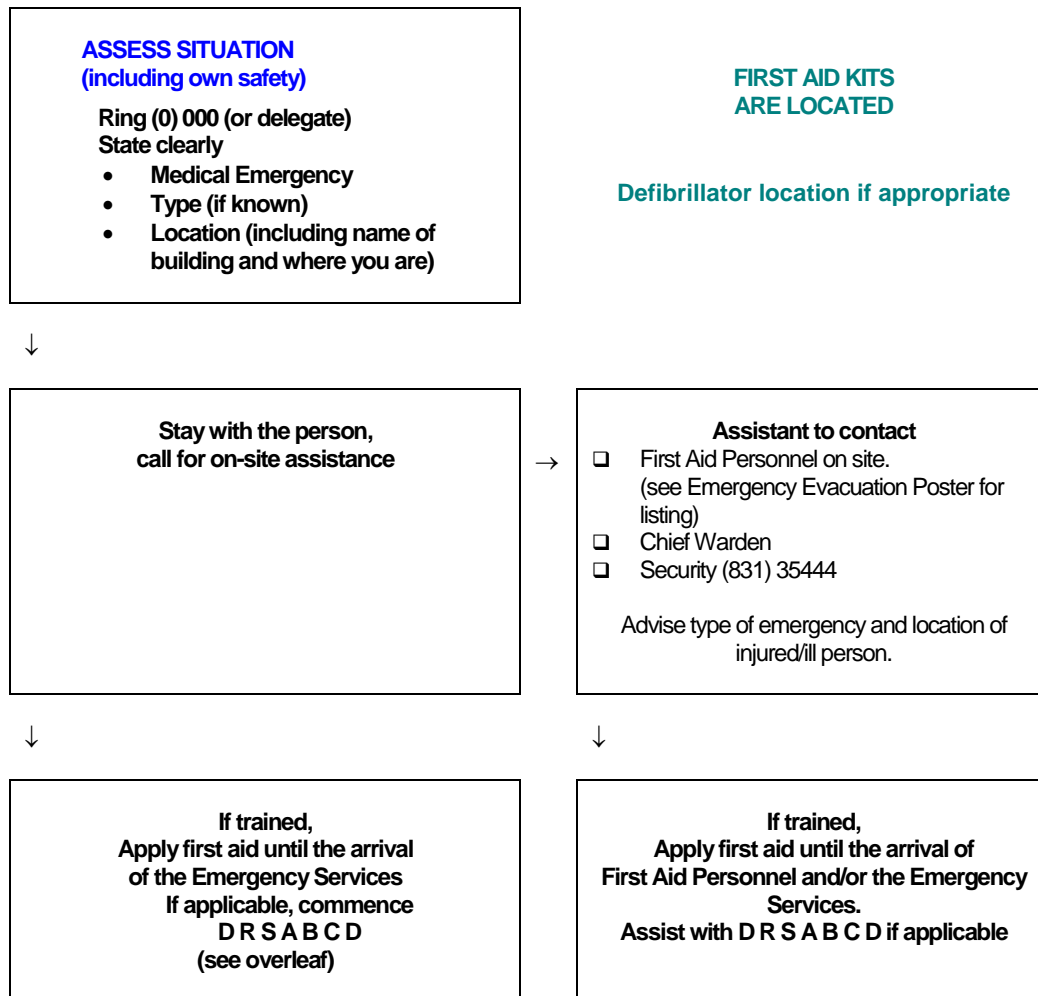 ASSESS SITUATION
(including own safety)
Ring (0) 000 (or delegate)
State clearly
• Medical Emergency
• Type (if known)
• Location (including name of
building and where you are)
FIRST AID KITS
ARE LOCATED
Defibrillator location if appropriate
↓
Stay with the person,
call for on-site assistance
→
Assistant to contact
❑ First Aid Personnel on site.
(see Emergency Evacuation Poster for
listing)
❑ Chief Warden
❑ Security (831) 35444
Advise type of emergency and location of
injured/ill person.
↓
↓
If trained,
Apply first aid until the arrival
of the Emergency Services
If applicable, commence
D R S A B C D
(see overleaf)
If trained,
Apply first aid until the arrival of
First Aid Personnel and/or the Emergency
Services.
Assist with D R S A B C D if applicable